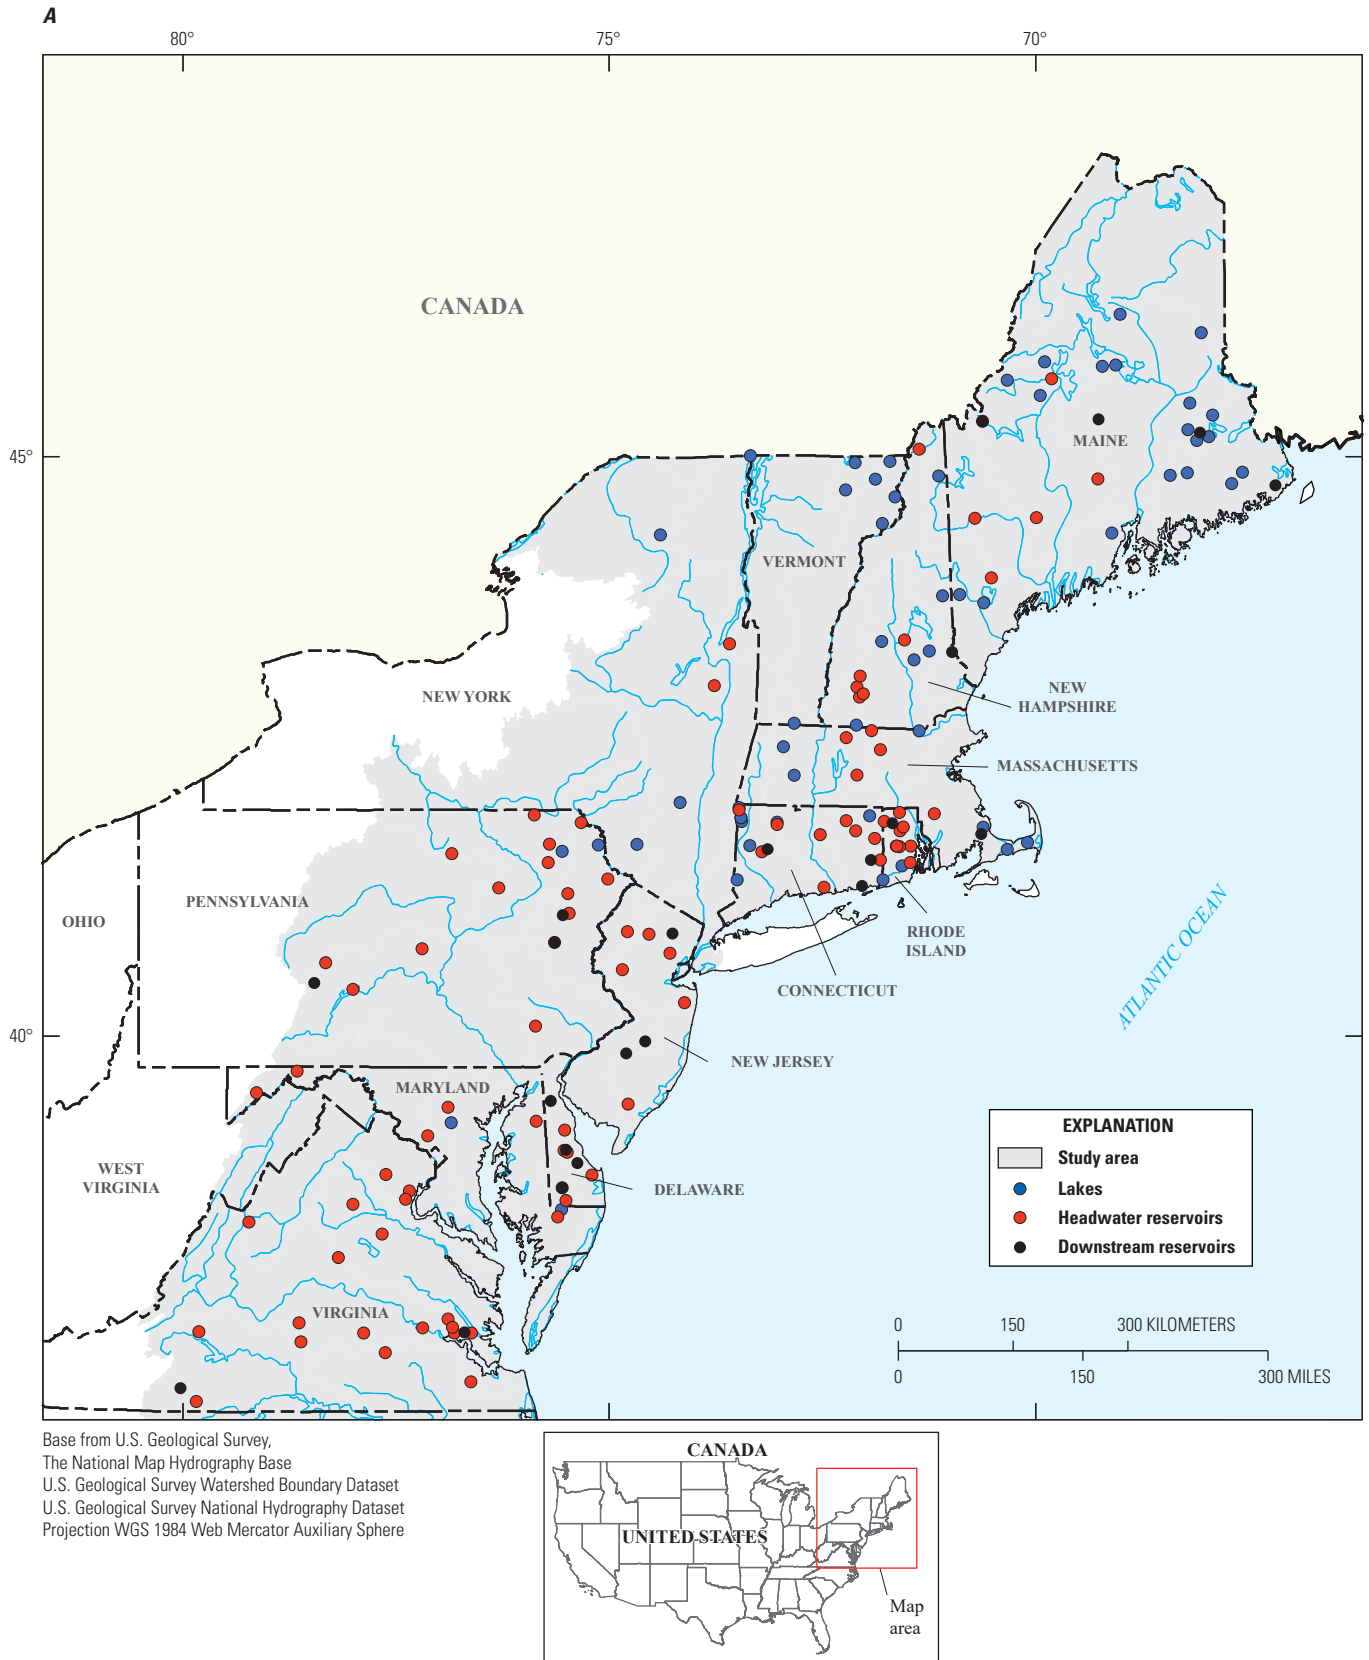 A
80°
75°
70°
CANADA
45°
MAINE
VERMONT
NEW YORK
NEW
HAMPSHIRE
MASSACHUSETTS
PENNSYLVANIA
OHIO
RHODE
ISLAND
ATLANTIC OCEAN
CONNECTICUT
40°
NEW JERSEY
MARYLAND
WEST
VIRGINIA
DELAWARE
VIRGINIA
EXPLANATION
Study area
Lakes
Headwater reservoirs
Downstream reservoirs
0 150 300 KILOMETERS
0 150 300 MILES
Base from U.S. Geological Survey,
The National Map Hydrography Base
U.S. Geological Survey Watershed Boundary Dataset
U.S. Geological Survey National Hydrography Dataset
Projection WGS 1984 Web Mercator Auxiliary Sphere
CANADA
UNITED STATES
Map
area